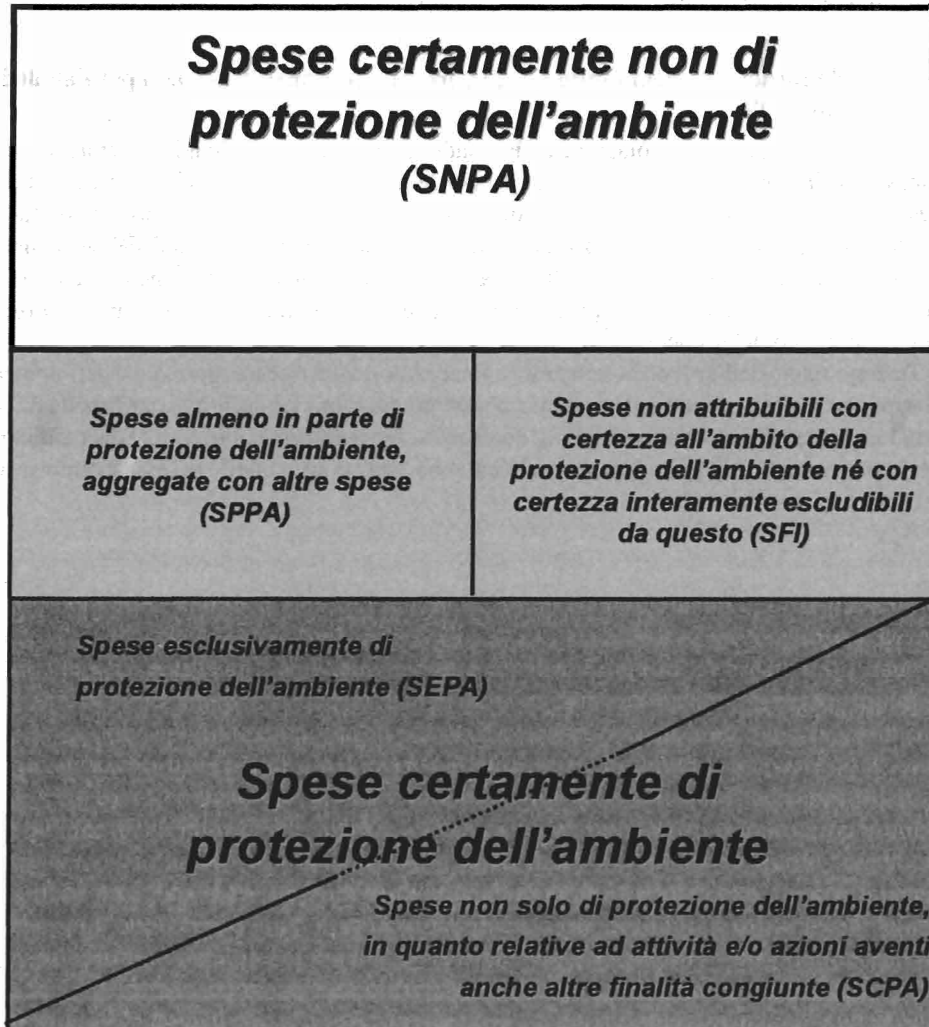 Spese certamente non di
protezione dell'ambiente
(SNPA)
Spese almeno in parte di
protezione dell'ambiente,
aggregate con altre spese
(SPPA)
Spese non attribuibili con
certezza all'ambito della
protezione dell'ambiente né con
certezza interamente escludibili
da questo (SFI)
Spese esclusivamente di
protezione dell'ambiente (SEPA)
Spese certamente di
protezione dell'ambiente
Spese non solo di protezione dell'ambiente,
in quanto relative ad attività e/o azioni aventi
anche altre finalità congiunte (SCPA)